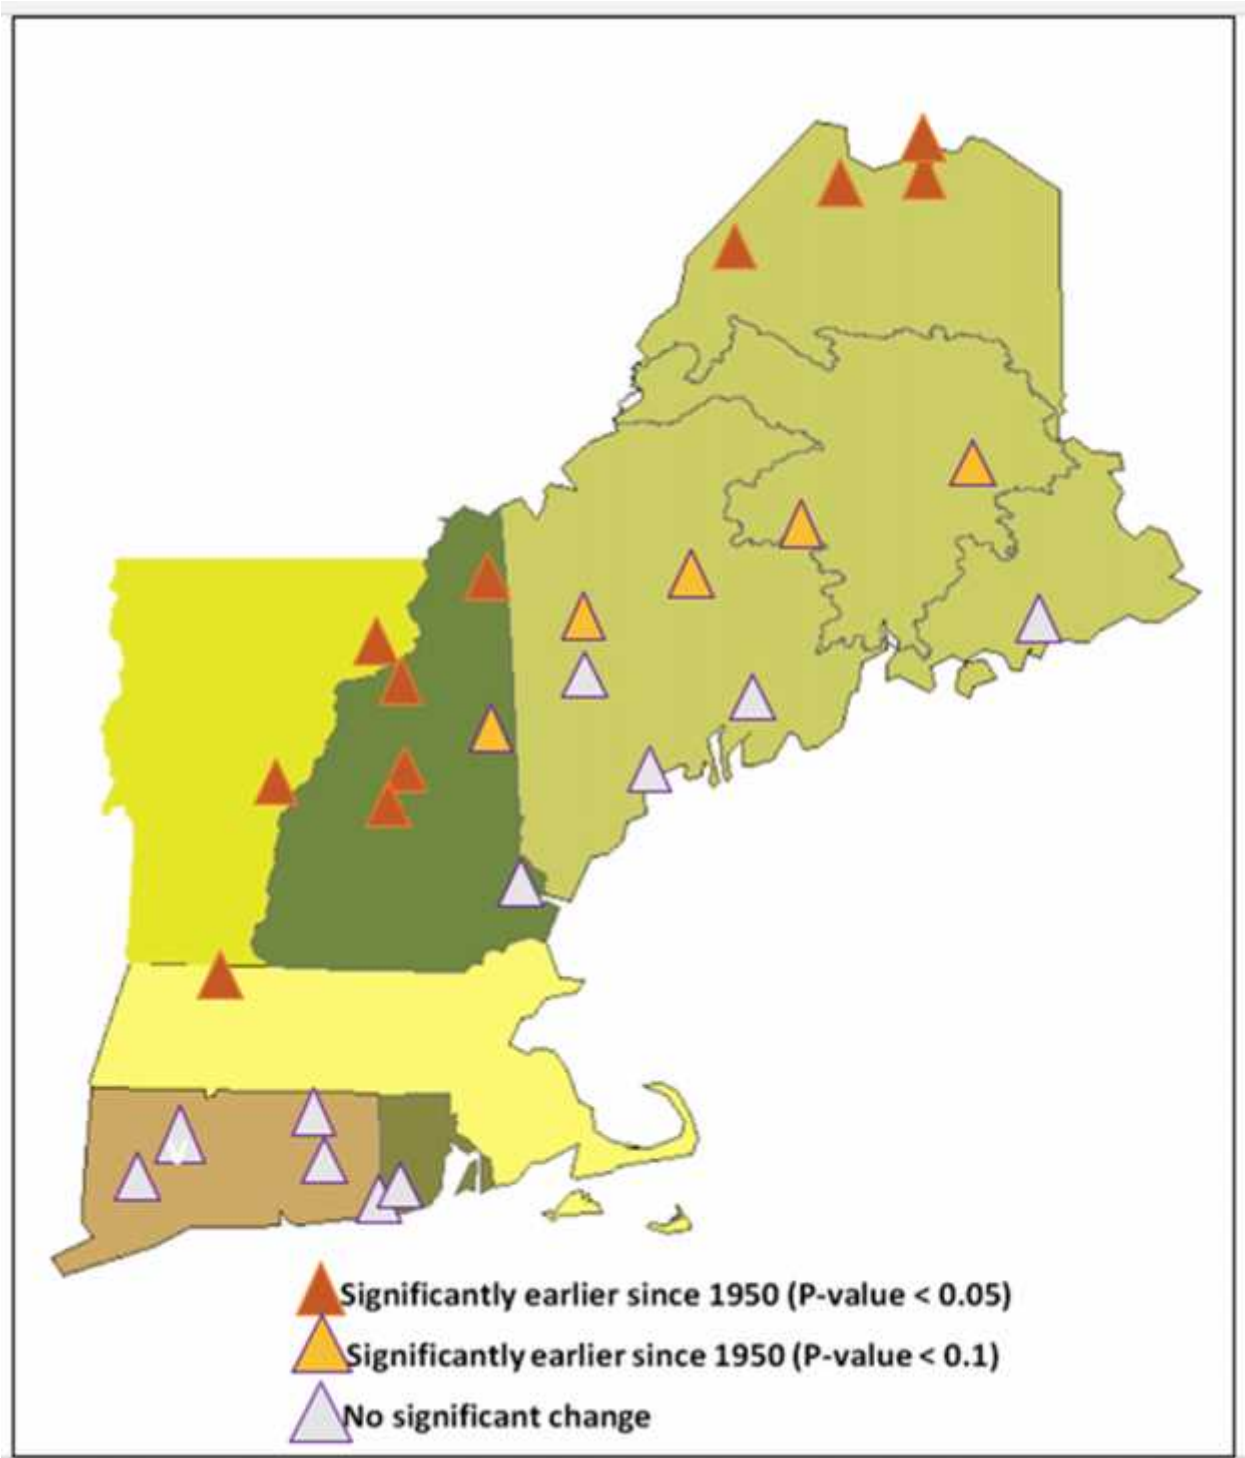 Significantly earlier since 1950 (P-value < 0.05)
Significantly earlier since 1950 (P-value < 0.1)
No significant change